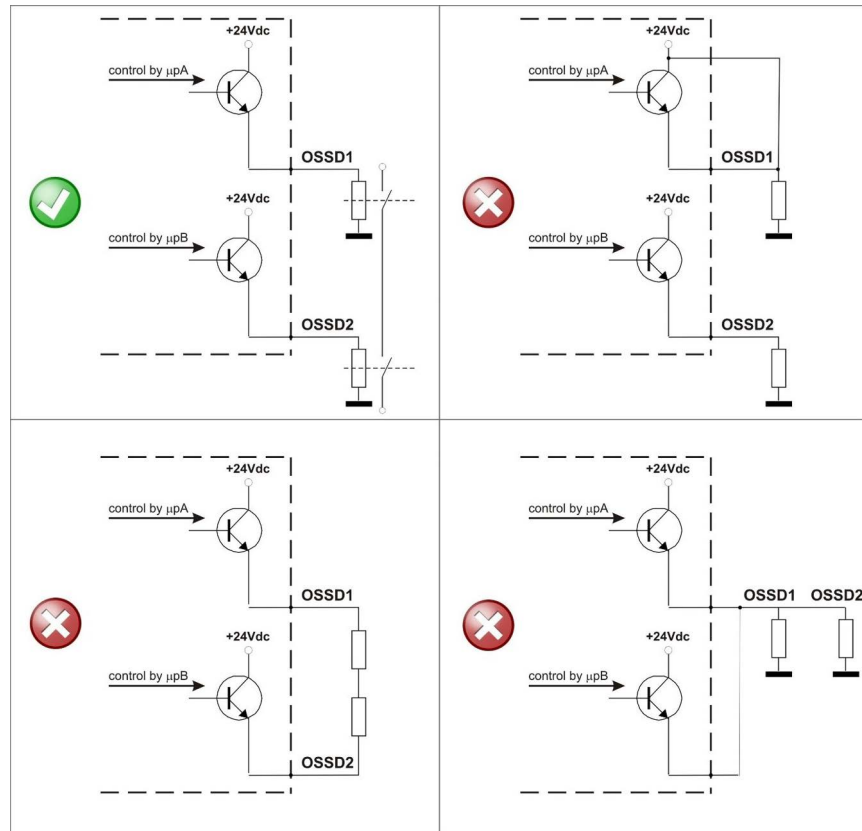 +24Vdc
control by μpA
OSSD1
+24Vdc
control by μpB
OSSD2
+24Vdc
control by μpA
OSSD1
+24Vdc
control by μpB
OSSD2
+24Vdc
control by μpA
OSSD1
+24Vdc
control by μpB
OSSD2
+24Vdc
control by μpA
OSSD1 OSSD2
+24Vdc
control by μpB